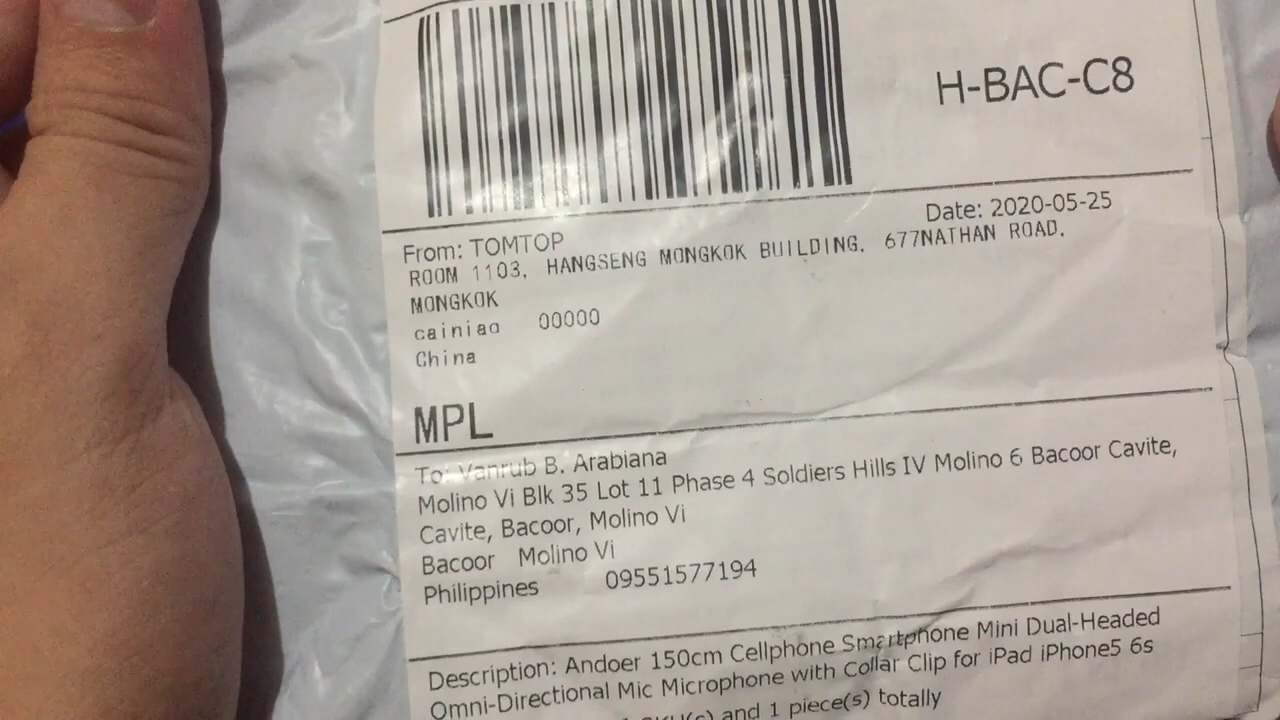 H-BAC-C8
Date: 2020-05-25
From: TOMTOP
ROOM 1103, HANGSENG MONGKOK BUILDING, 677NATHAN ROAD,
MONGKOK
cainiao 00000
China
MPL
To: Vanrub B. Arabiana
Molino Vi Blk 35 Lot 11 Phase 4 Soldiers Hills IV Molino 6 Bacoor Cavite,
Cavite, Bacoor, Molino Vi
Bacoor Molino Vi
Philippines 09551577194
Description: Andoer 150cm Cellphone Smartphone Mini Dual-Headed
Omni-Directional Mic Microphone with Collar Clip for iPad iPhone5 6s
and 1 piece(s) totally